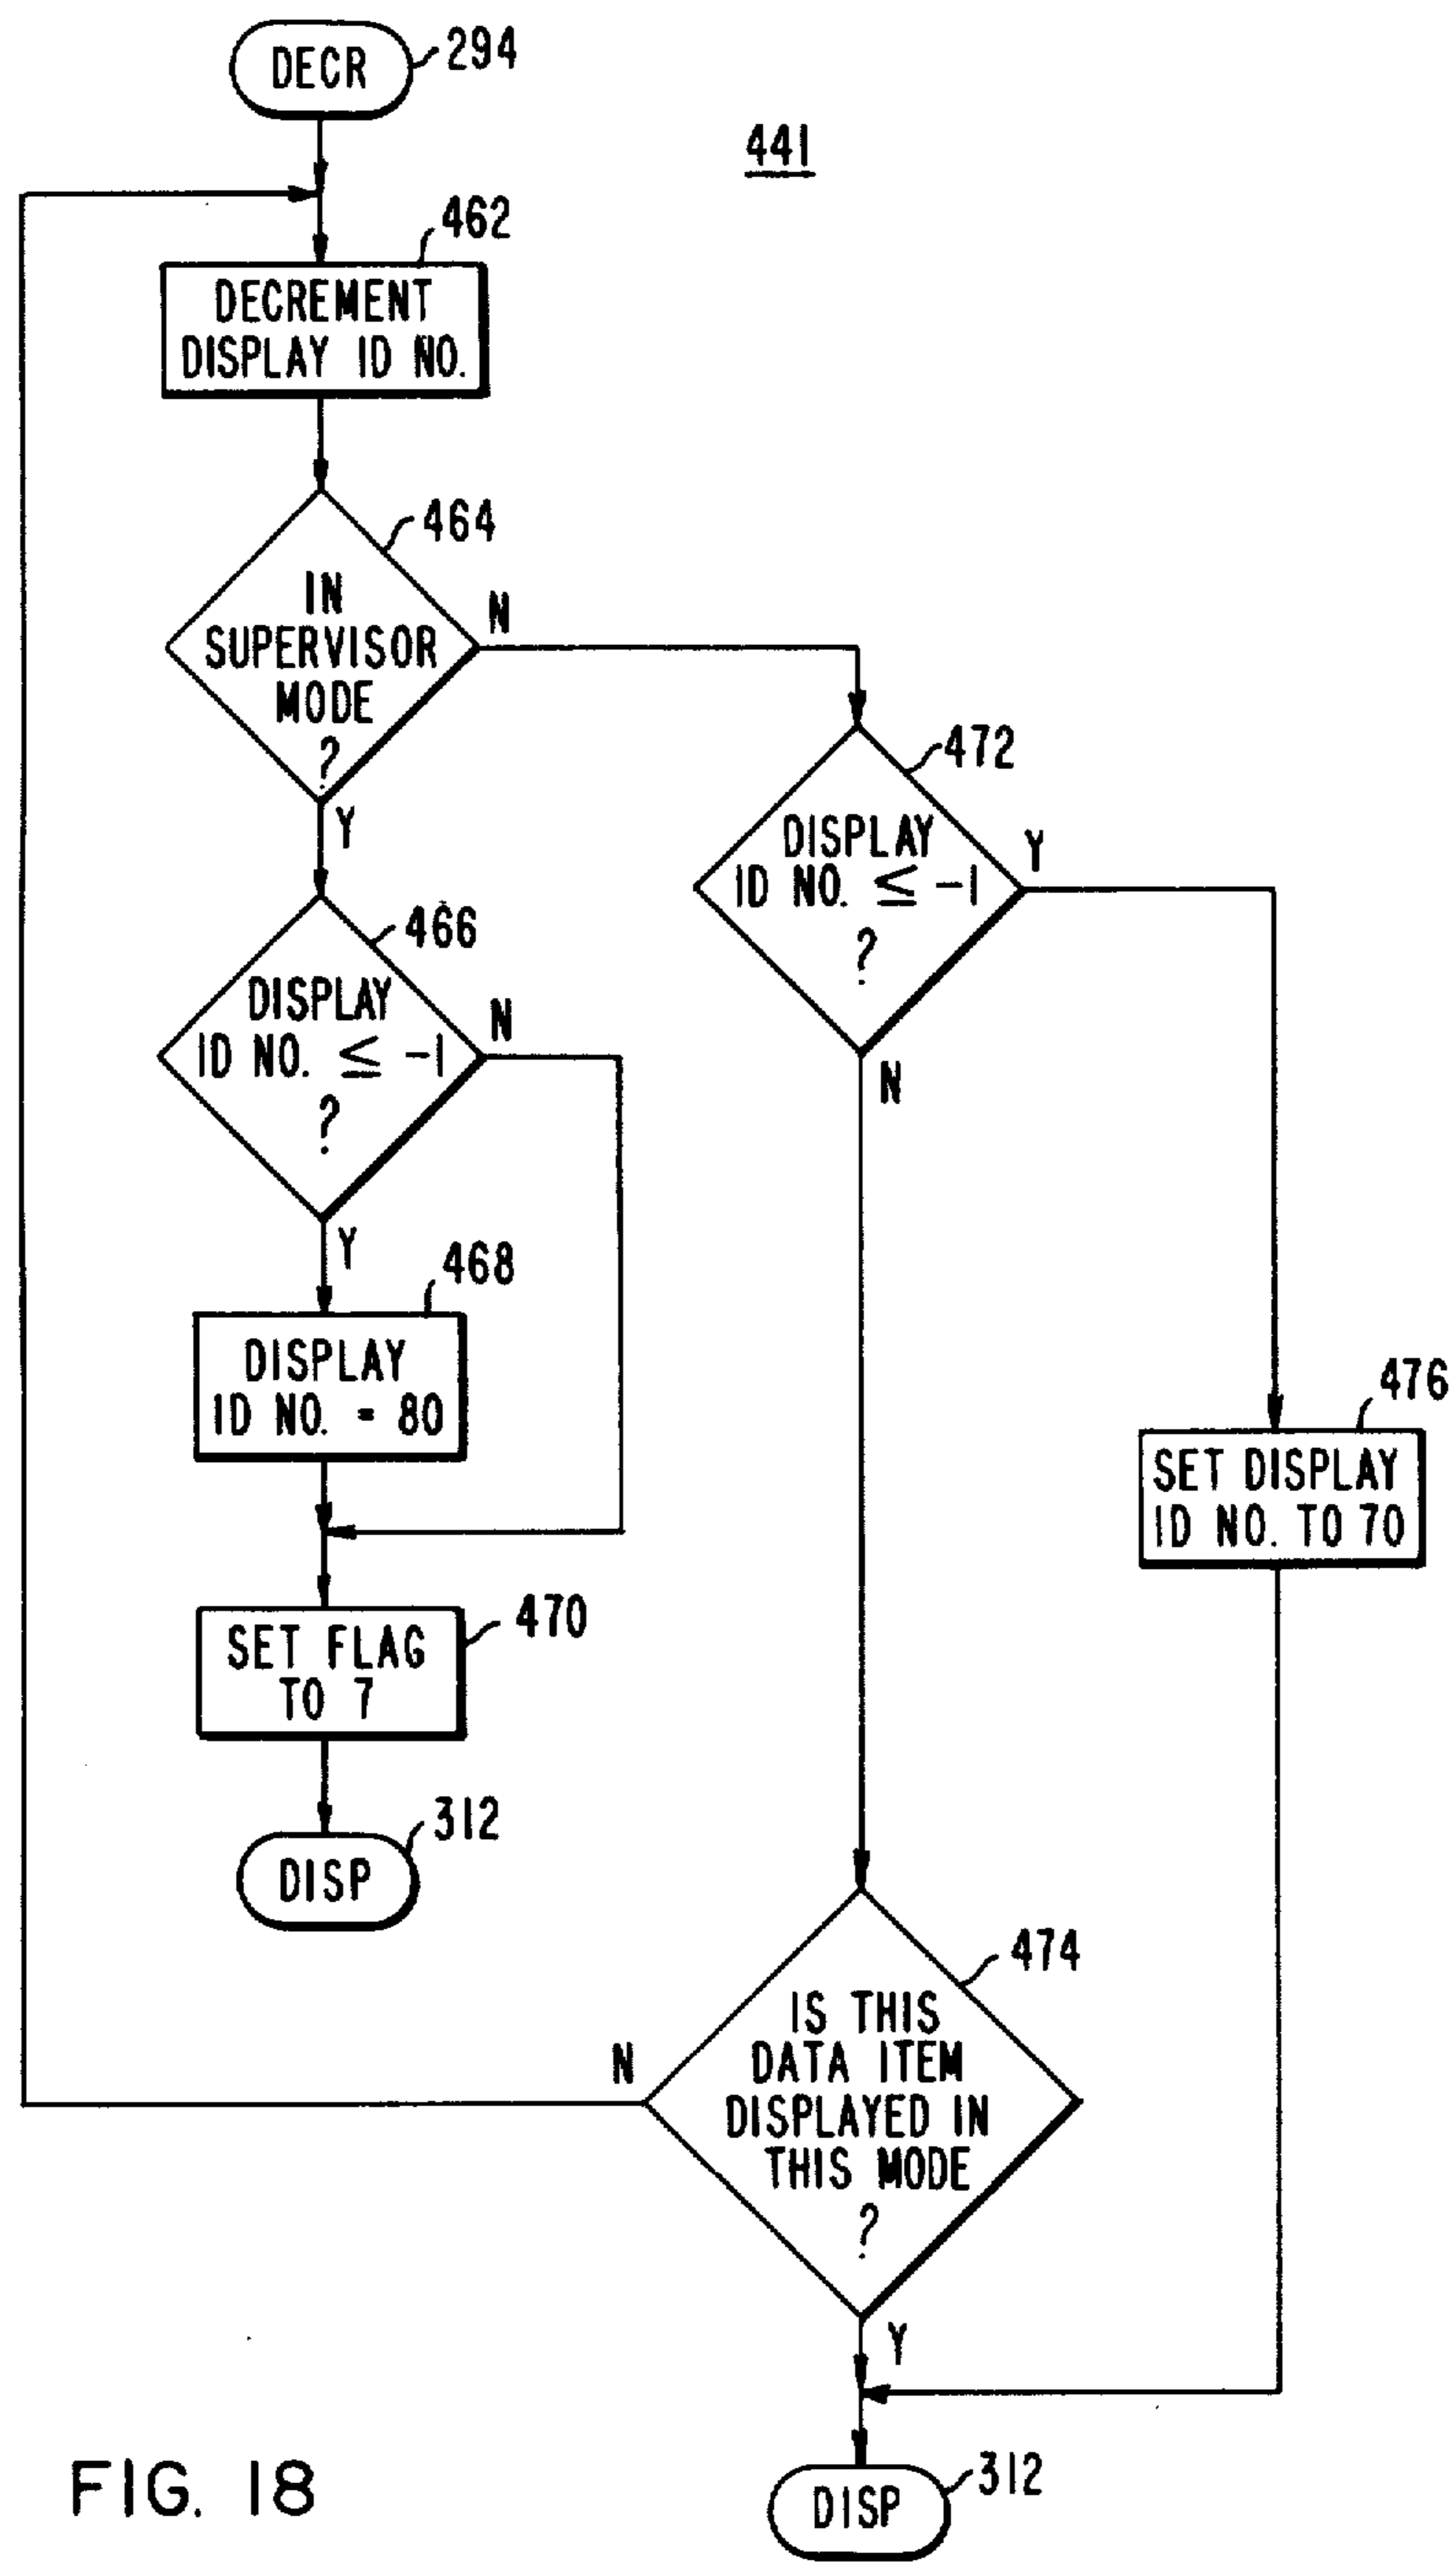 DECR
294
441
462
DECREMENT
DISPLAY ID NO.
464
IN
SUPERVISOR
MODE
?
N
Y
472
DISPLAY
ID NO. ≤ -1
?
Y
N
466
DISPLAY
ID NO. ≤ -1
?
N
Y
468
DISPLAY
ID NO. = 80
476
SET DISPLAY
ID NO. TO 70
470
SET FLAG
TO 7
312
DISP
474
IS THIS
DATA ITEM
DISPLAYED IN
THIS MODE
?
N
Y
312
DISP
FIG. 18